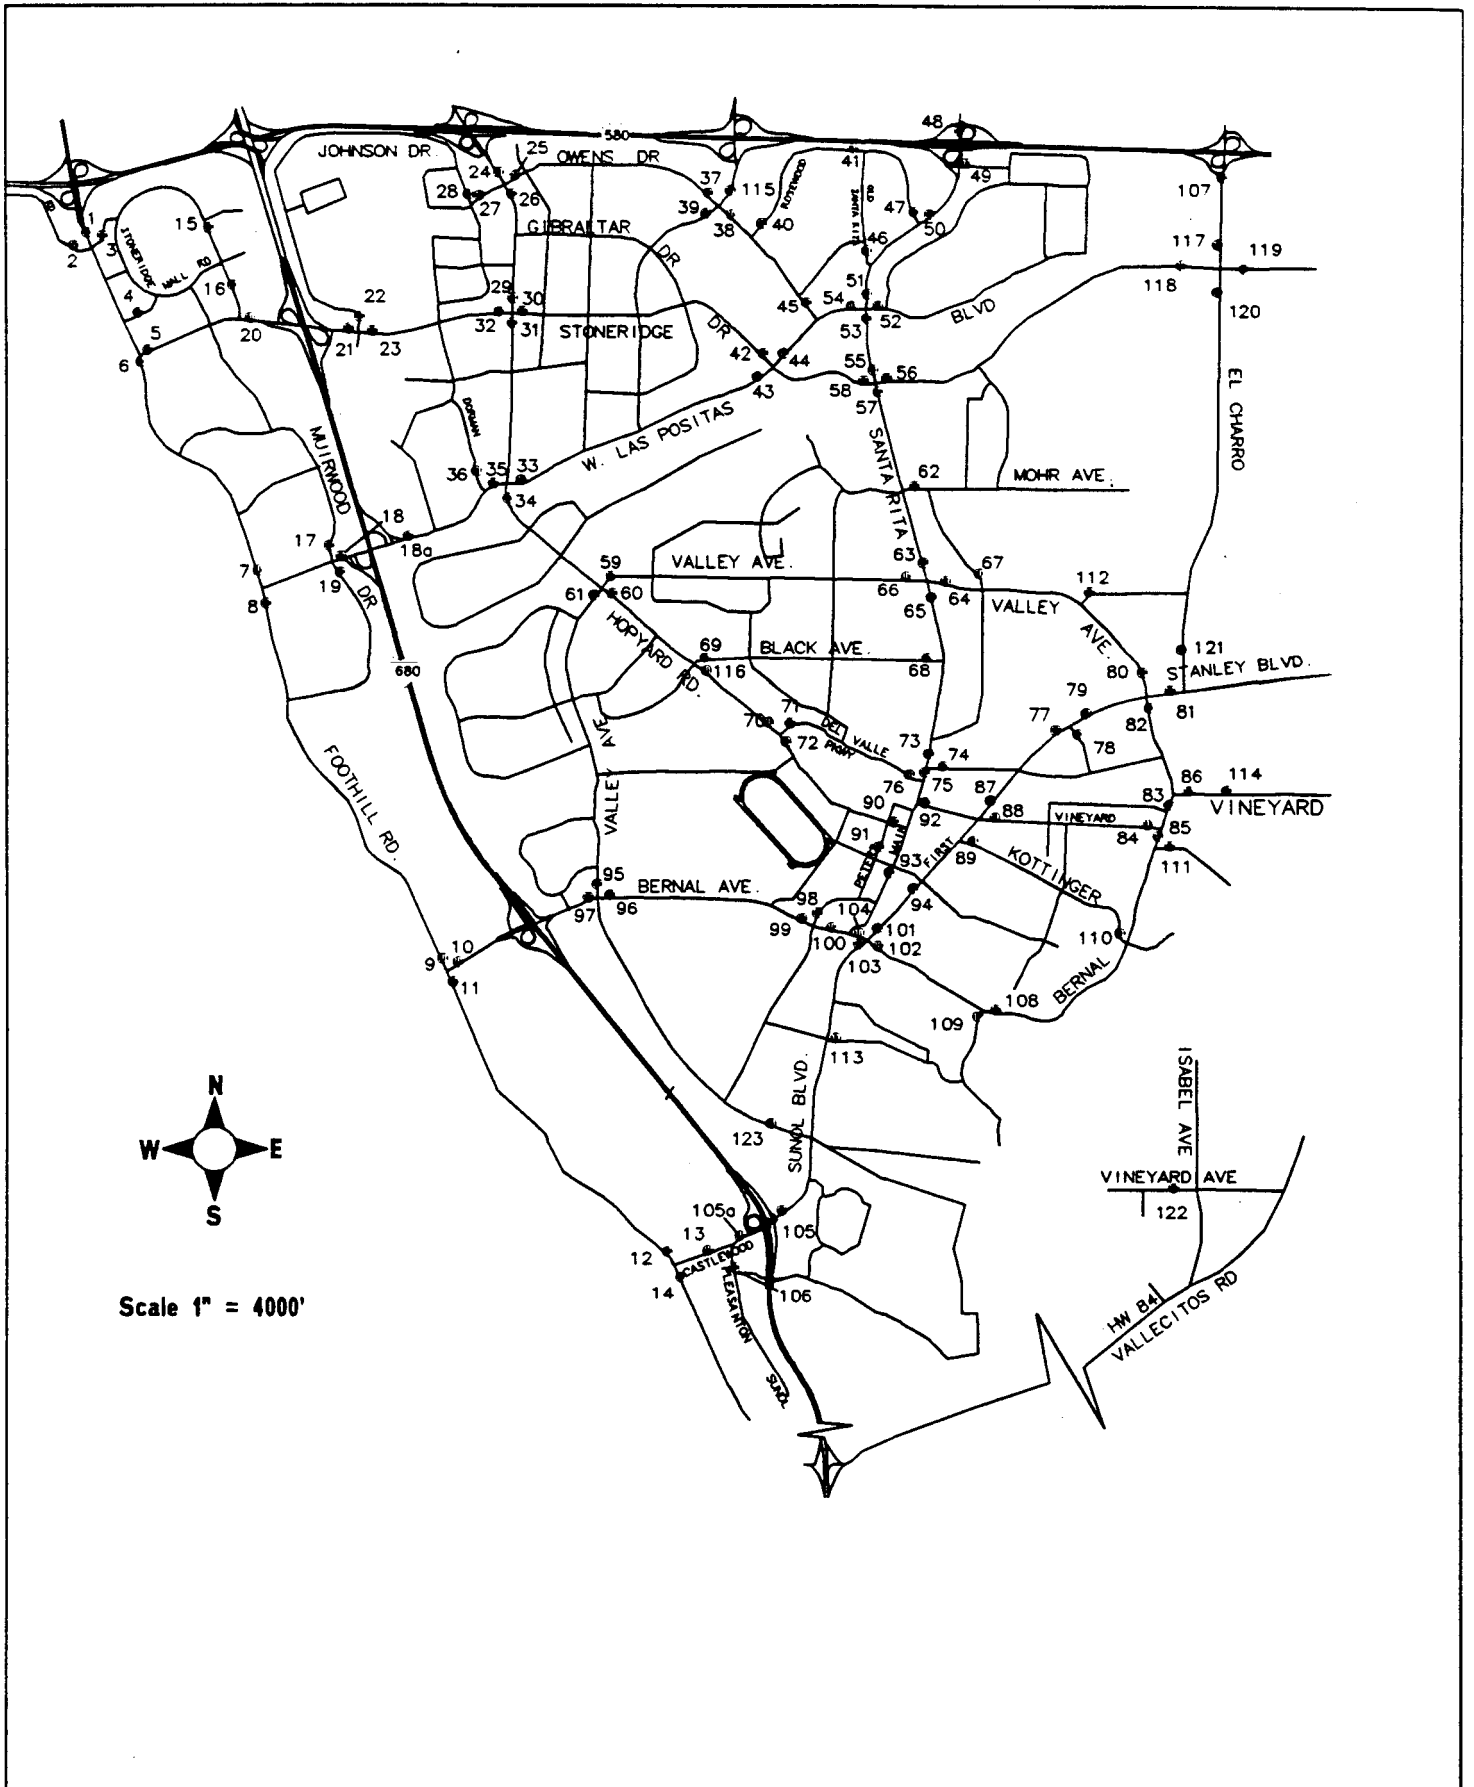 48
580
JOHNSON DR.
25
OWENS DR
41
24
49
37
115
ROSEWOOD
OLD
SANTA RITA
107
28
27
26
RD
1
15
39
38
40
47
50
2
3
GIBRALTAR
DR
46
117
119
STONERIDGE
MALL
RD
118
16
4
29
30
45
54
51
52
BLVD
120
22
20
32
31
STONERIDGE
DR
53
5
21
23
6
42
44
55
56
58
43
57
EL CHARRO
DORMAN
W. LAS POSITAS
MUIRWOOD
SANTA RITA
36
35
33
62
MOHR AVE.
34
18
17
18a
63
7
59
VALLEY AVE.
67
112
19
66
64
8
DR
61
60
65
VALLEY
AVE.
HOPYARD RD.
69
BLACK AVE.
68
121
680
116
80
STANLEY BLVD.
79
81
70
71
77
82
AVE
DEL
VALLE
PKWY
72
73
74
78
FOOTHILL RD.
76
75
86
114
87
83
VINEYARD
VALLEY
90
92
88
VINEYARD
84
85
91
MAIN
FIRST
89
KOTTINGER
111
PETERS
93
95
BERNAL AVE.
94
97
96
98
104
99
101
100
102
110
10
103
9
BERNAL
11
108
109
113
ISABEL AVE
SUNOL BLVD.
N
123
W
E
VINEYARD AVE
S
122
105a
105
13
12
CASTLEWOOD
14
106
Scale 1" = 4000'
PLEASANTON
SUNOL
HW 84
VALLECITOS RD